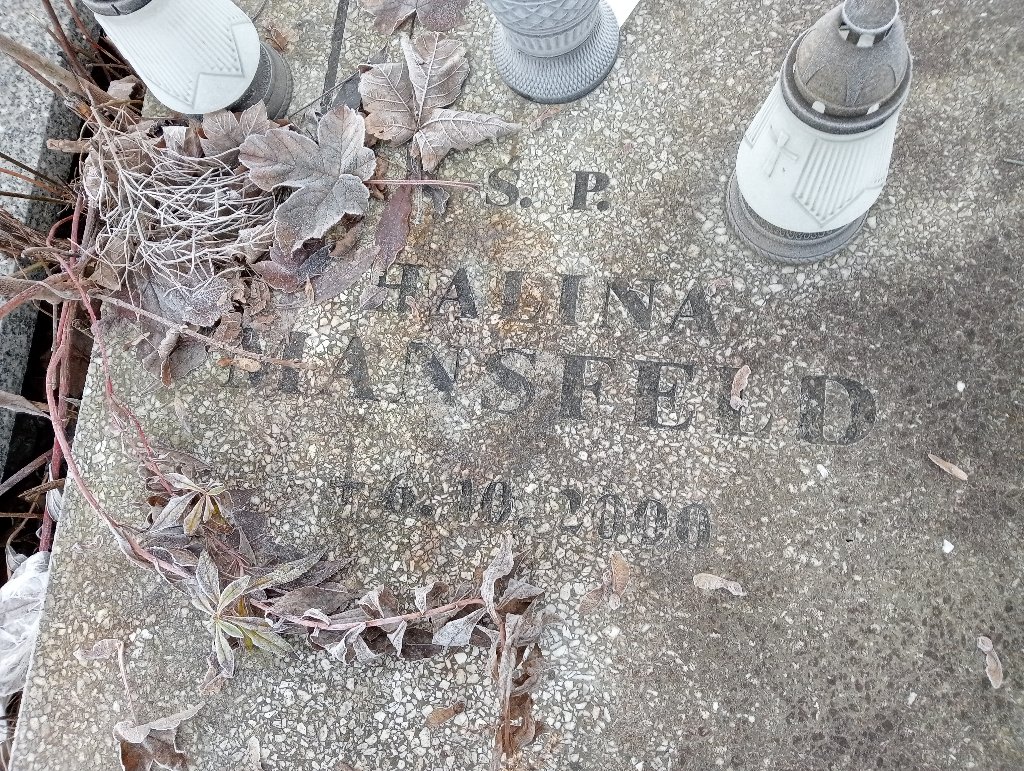 S. P.
HALINA
MANSFELD
† 6. 10. 2000